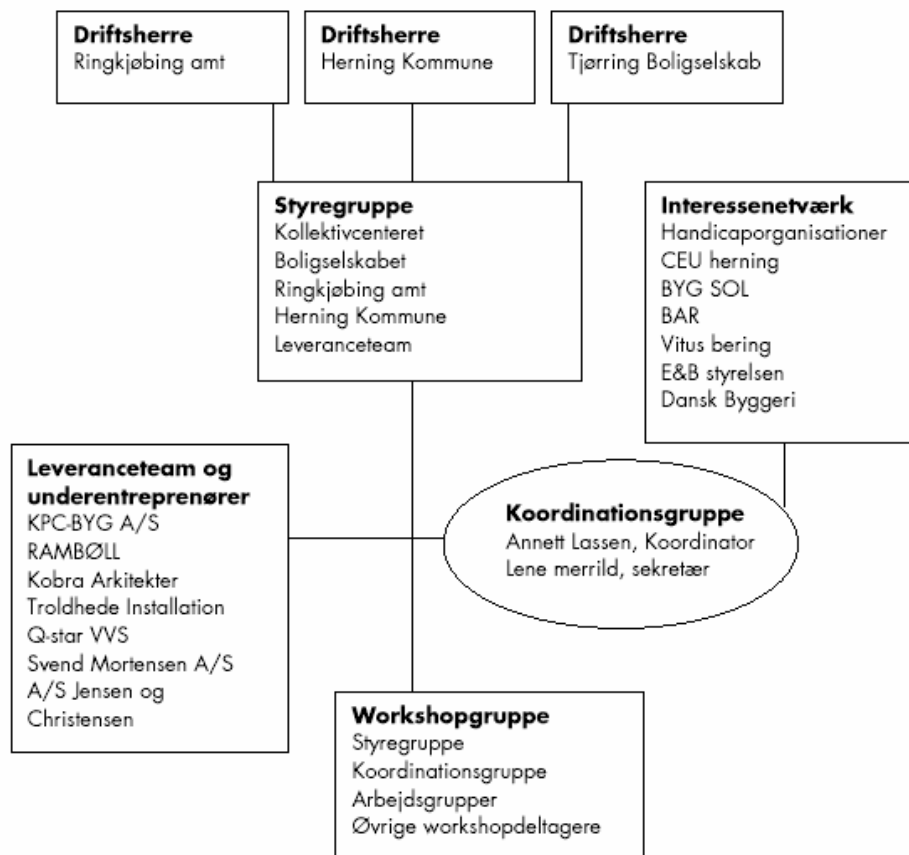 Driftsherre
Ringkjøbing amt
Driftsherre
Herning Kommune
Driftsherre
Tjørring Boligselskab
Styregruppe
Kollektivcenteret
Boligselskabet
Ringkjøbing amt
Herning Kommune
Leveranceteam
Interessenetværk
Handicaporganisationer
CEU herning
BYG SOL
BAR
Vitus bering
E&B styrelsen
Dansk Byggeri
Leveranceteam og
underentreprenører
KPC-BYG A/S
RAMBØLL
Kobra Arkitekter
Troldhede Installation
Q-star VVS
Svend Mortensen A/S
A/S Jensen og
Christensen
Koordinationsgruppe
Annett Lassen, Koordinator
Lene merrild, sekretær
Workshopgruppe
Styregruppe
Koordinationsgruppe
Arbejdsgrupper
Øvrige workshopdeltagere